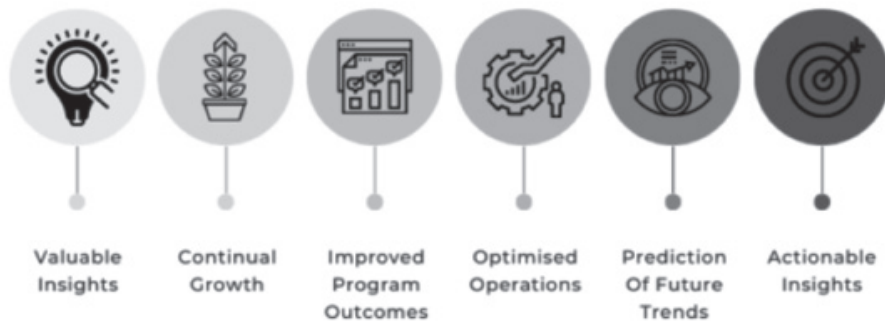 Valuable
Insights
Continual
Growth
Improved
Program
Outcomes
Optimised
Operations
Prediction
Of Future
Trends
Actionable
Insights